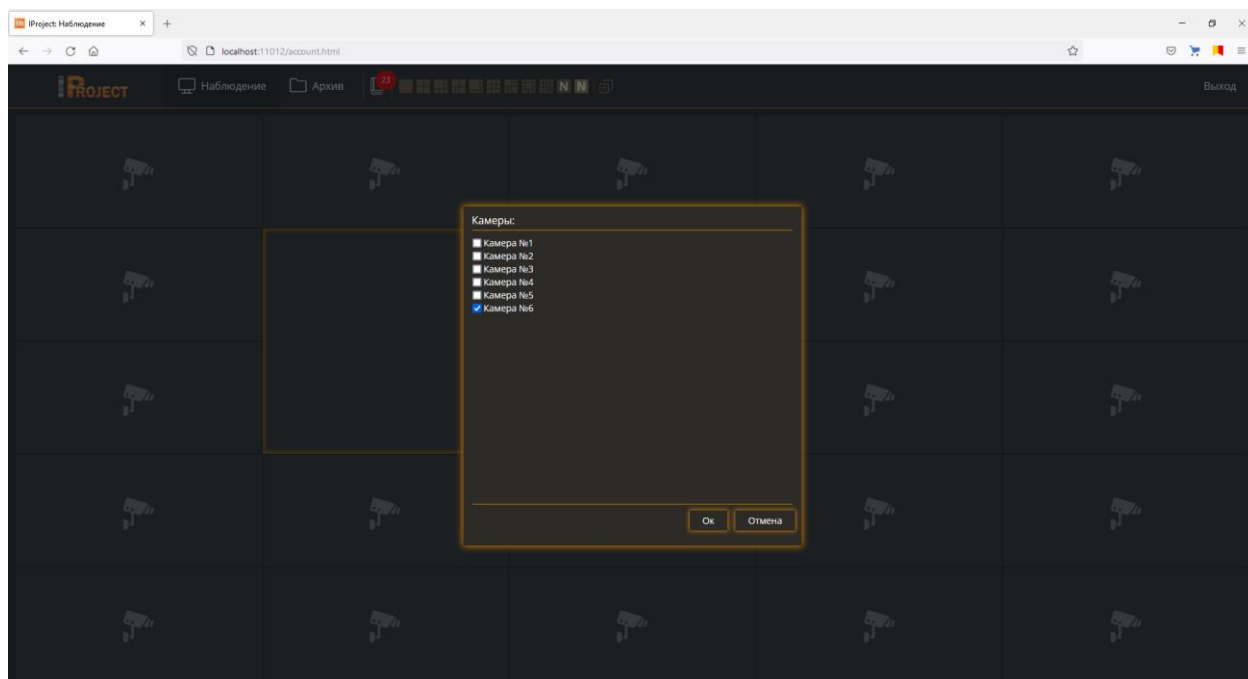 IProject: Наблюдение
localhost:11012/account.html
IPROJECT
Наблюдение
Архив
23
N N
Выход
Камеры:
Камера №1
Камера №2
Камера №3
Камера №4
Камера №5
Камера №6
Ок
Отмена